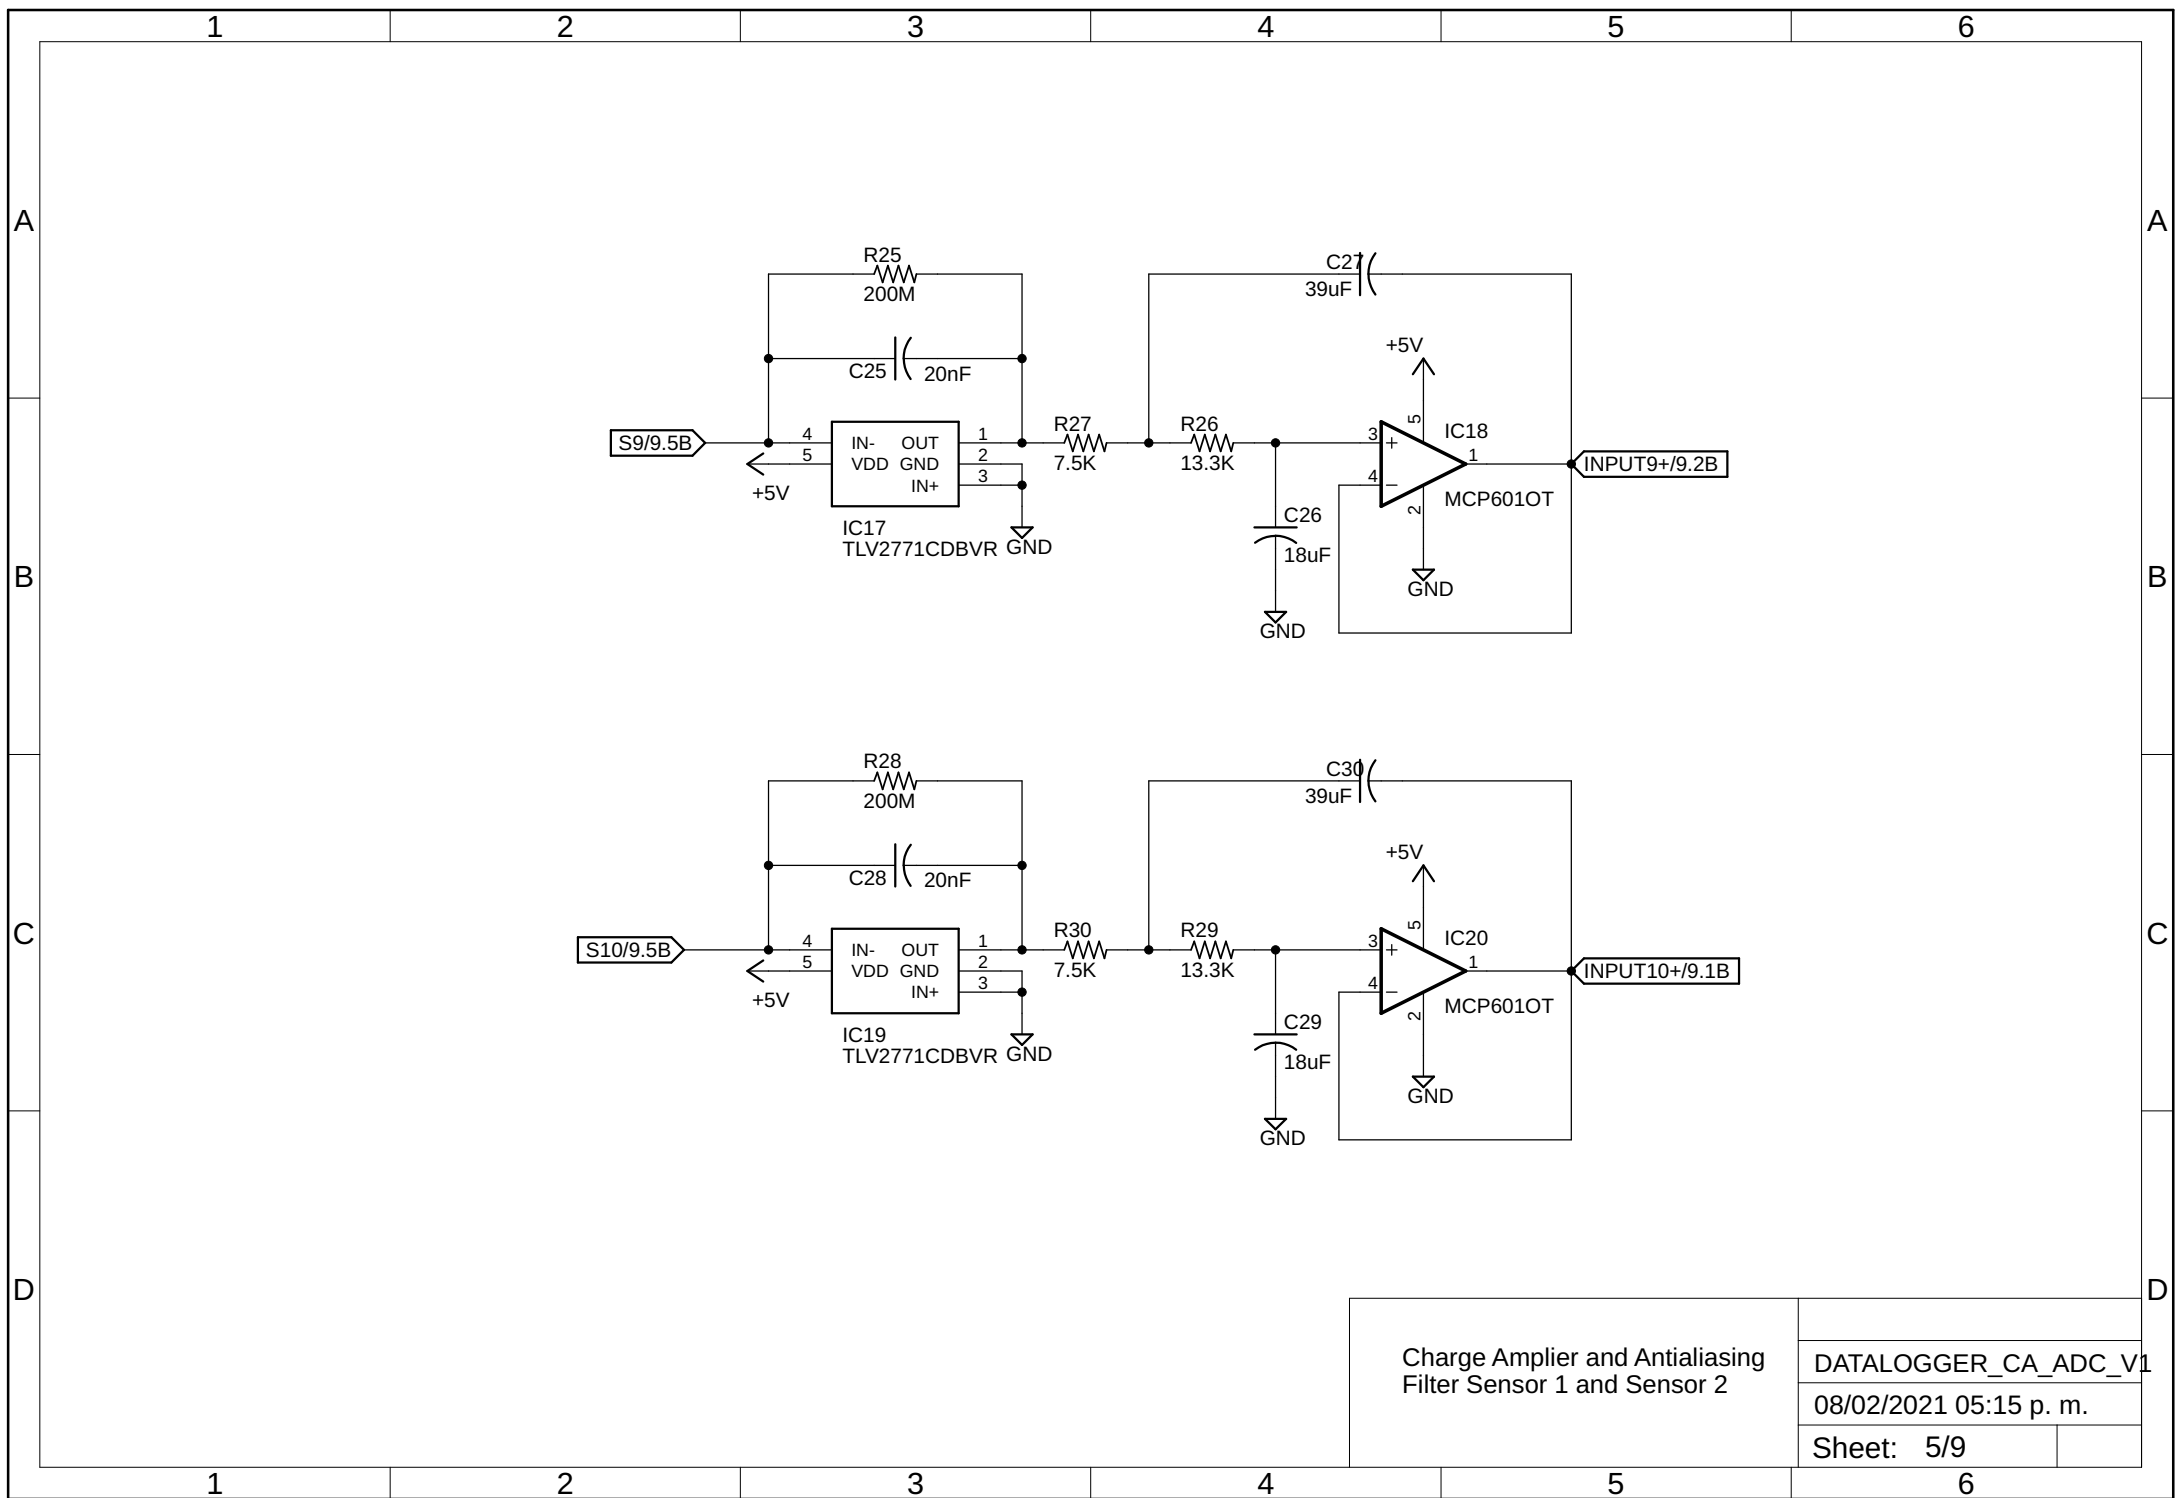 1 2 3 4 5 6
A A
R25
200M
C27
39uF
+5V
C25 20nF
B B
S9/9.5B
4 IN- OUT 1
5 VDD GND 2
IN+ 3
+5V
IC17
TLV2771CDBVR
GND
R27
7.5K
R26
13.3K
C26
18uF
GND
3 + 5 IC18
1
4 - 2 MCP601OT
GND
INPUT9+/9.2B
R28
200M
C30
39uF
+5V
C28 20nF
C C
S10/9.5B
4 IN- OUT 1
5 VDD GND 2
IN+ 3
+5V
IC19
TLV2771CDBVR
GND
R30
7.5K
R29
13.3K
C29
18uF
GND
3 + 5 IC20
1
4 - 2 MCP601OT
GND
INPUT10+/9.1B
D D
Charge Amplier and Antialiasing
Filter Sensor 1 and Sensor 2
DATALOGGER_CA_ADC_V1
08/02/2021 05:15 p. m.
Sheet: 5/9
1 2 3 4 5 6